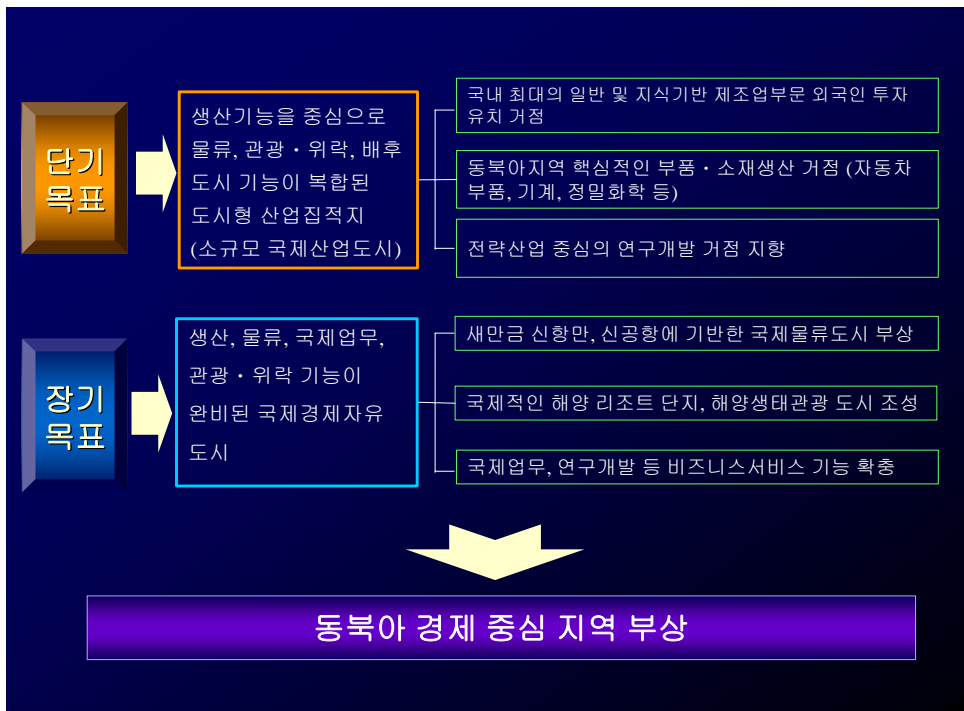 단기
목표
생산기능을 중심으로
물류, 관광・위락, 배후
도시 기능이 복합된
도시형 산업집적지
(소규모 국제산업도시)
국내 최대의 일반 및 지식기반 제조업부문 외국인 투자
유치 거점
동북아지역 핵심적인 부품・소재생산 거점 (자동차
부품, 기계, 정밀화학 등)
전략산업 중심의 연구개발 거점 지향
장기
목표
생산, 물류, 국제업무,
관광・위락 기능이
완비된 국제경제자유
도시
새만금 신항만, 신공항에 기반한 국제물류도시 부상
국제적인 해양 리조트 단지, 해양생태관광 도시 조성
국제업무, 연구개발 등 비즈니스서비스 기능 확충
동북아 경제 중심 지역 부상